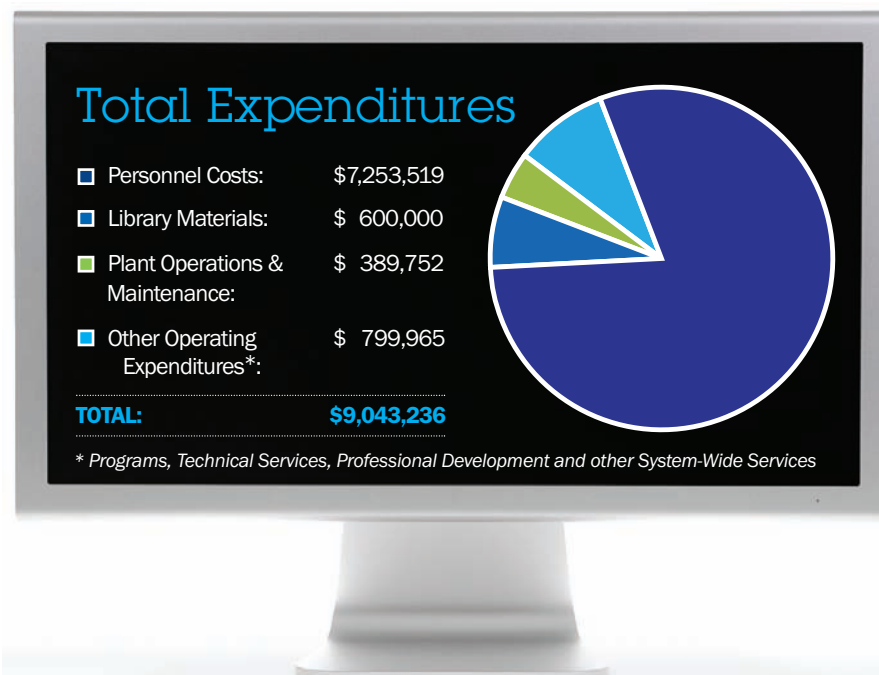 Total Expenditures
Personnel Costs: $7,253,519
Library Materials: $ 600,000
Plant Operations & $ 389,752
Maintenance:
Other Operating $ 799,965
Expenditures*:
TOTAL: $9,043,236
* Programs, Technical Services, Professional Development and other System-Wide Services